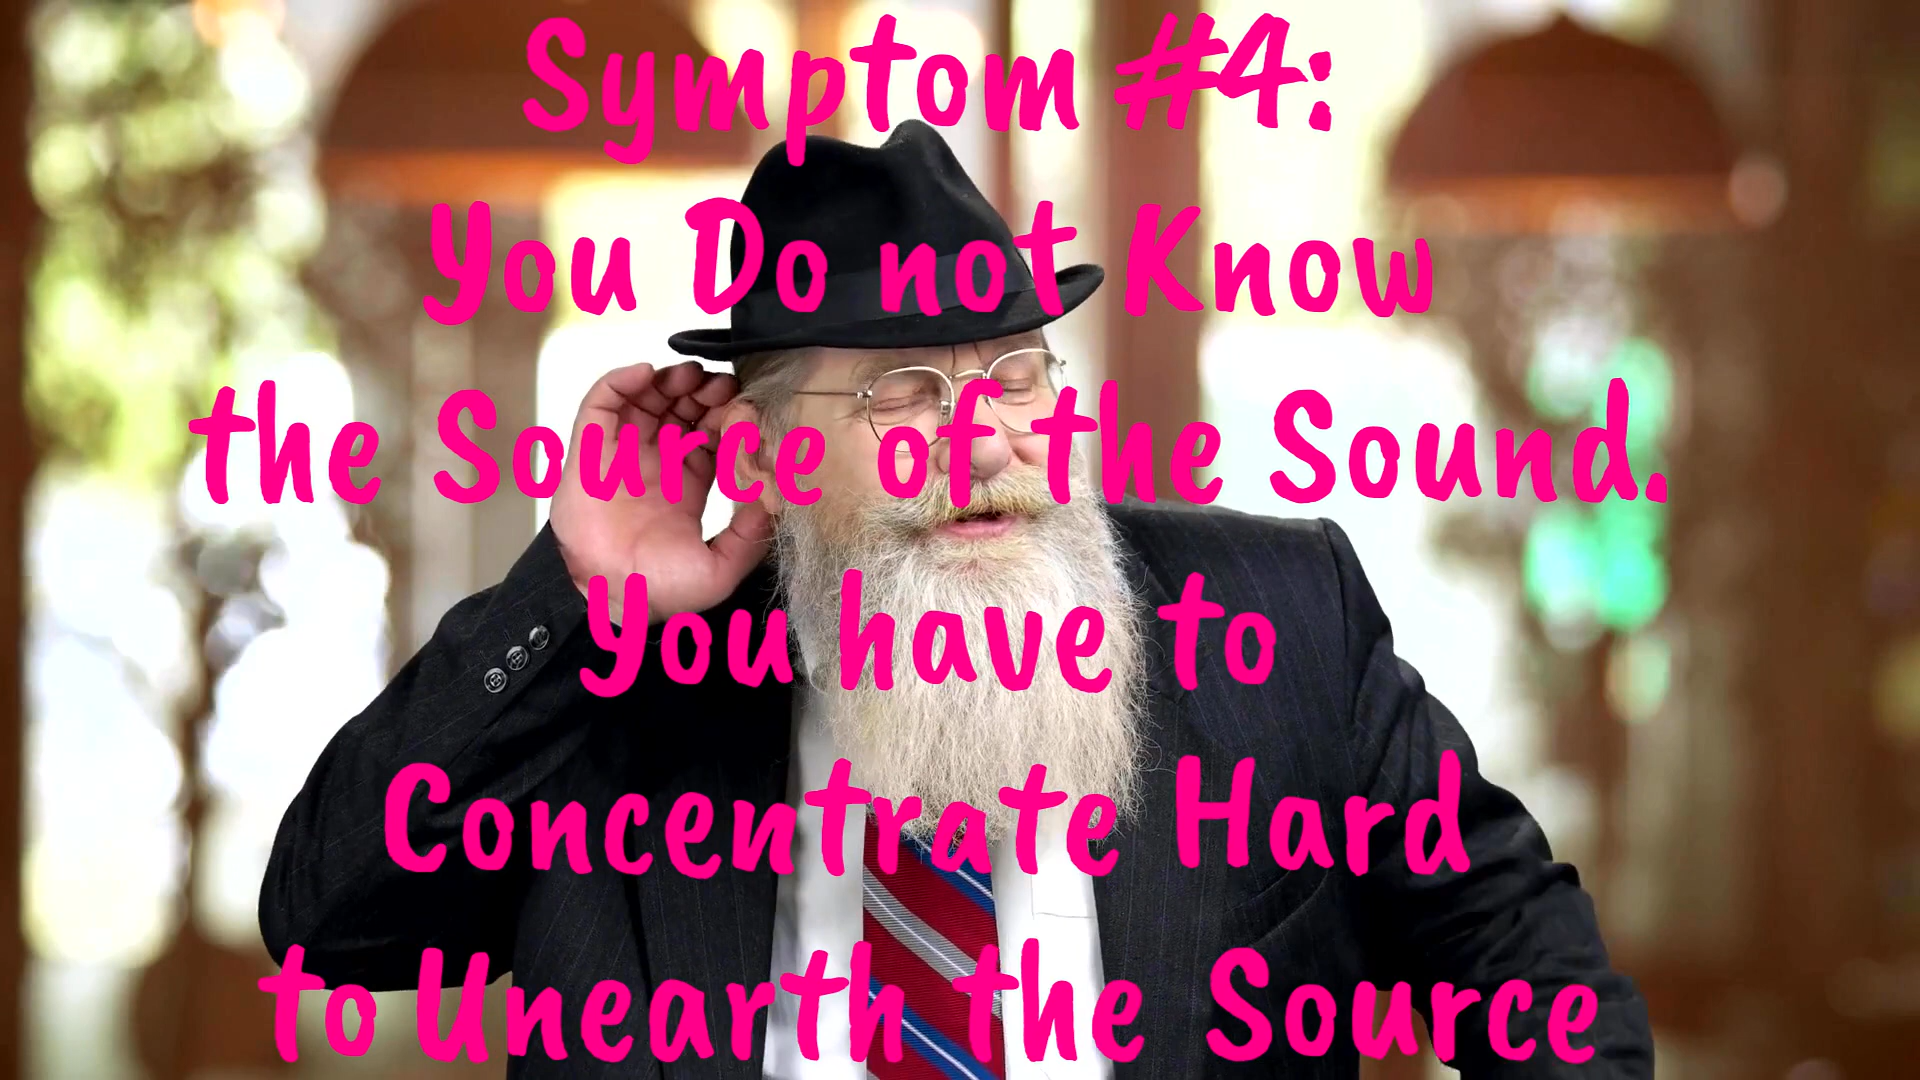 Symptom #4:
You Do not Know
the Source of the Sound.
You have to
Concentrate Hard
to Unearth the Source